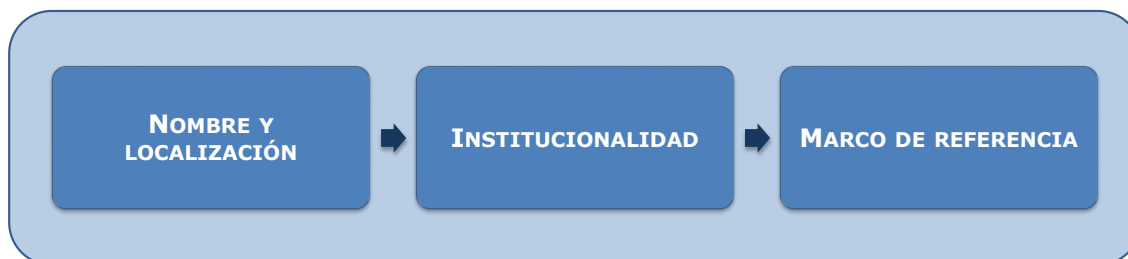 NOMBRE Y
LOCALIZACIÓN
INSTITUCIONALIDAD
MARCO DE REFERENCIA